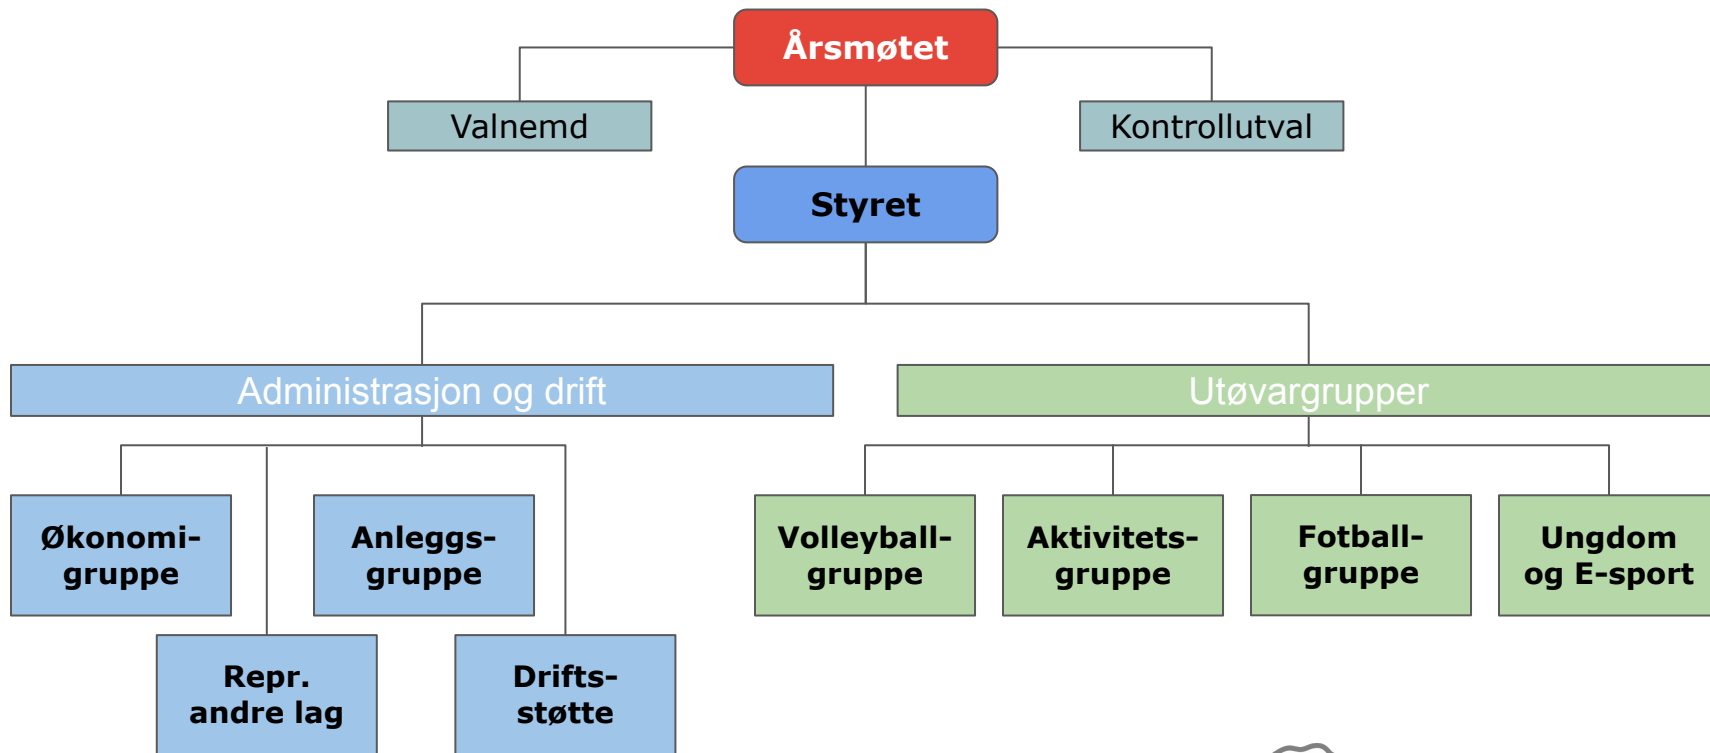 Årsmøtet
Valnemd
Kontrollutval
Styret
Administrasjon og drift
Utøvargrupper
Økonomi-
gruppe
Anleggs-
gruppe
Volleyball-
gruppe
Aktivitets-
gruppe
Fotball-
gruppe
Ungdom
og E-sport
Repr.
andre lag
Drifts-
støtte